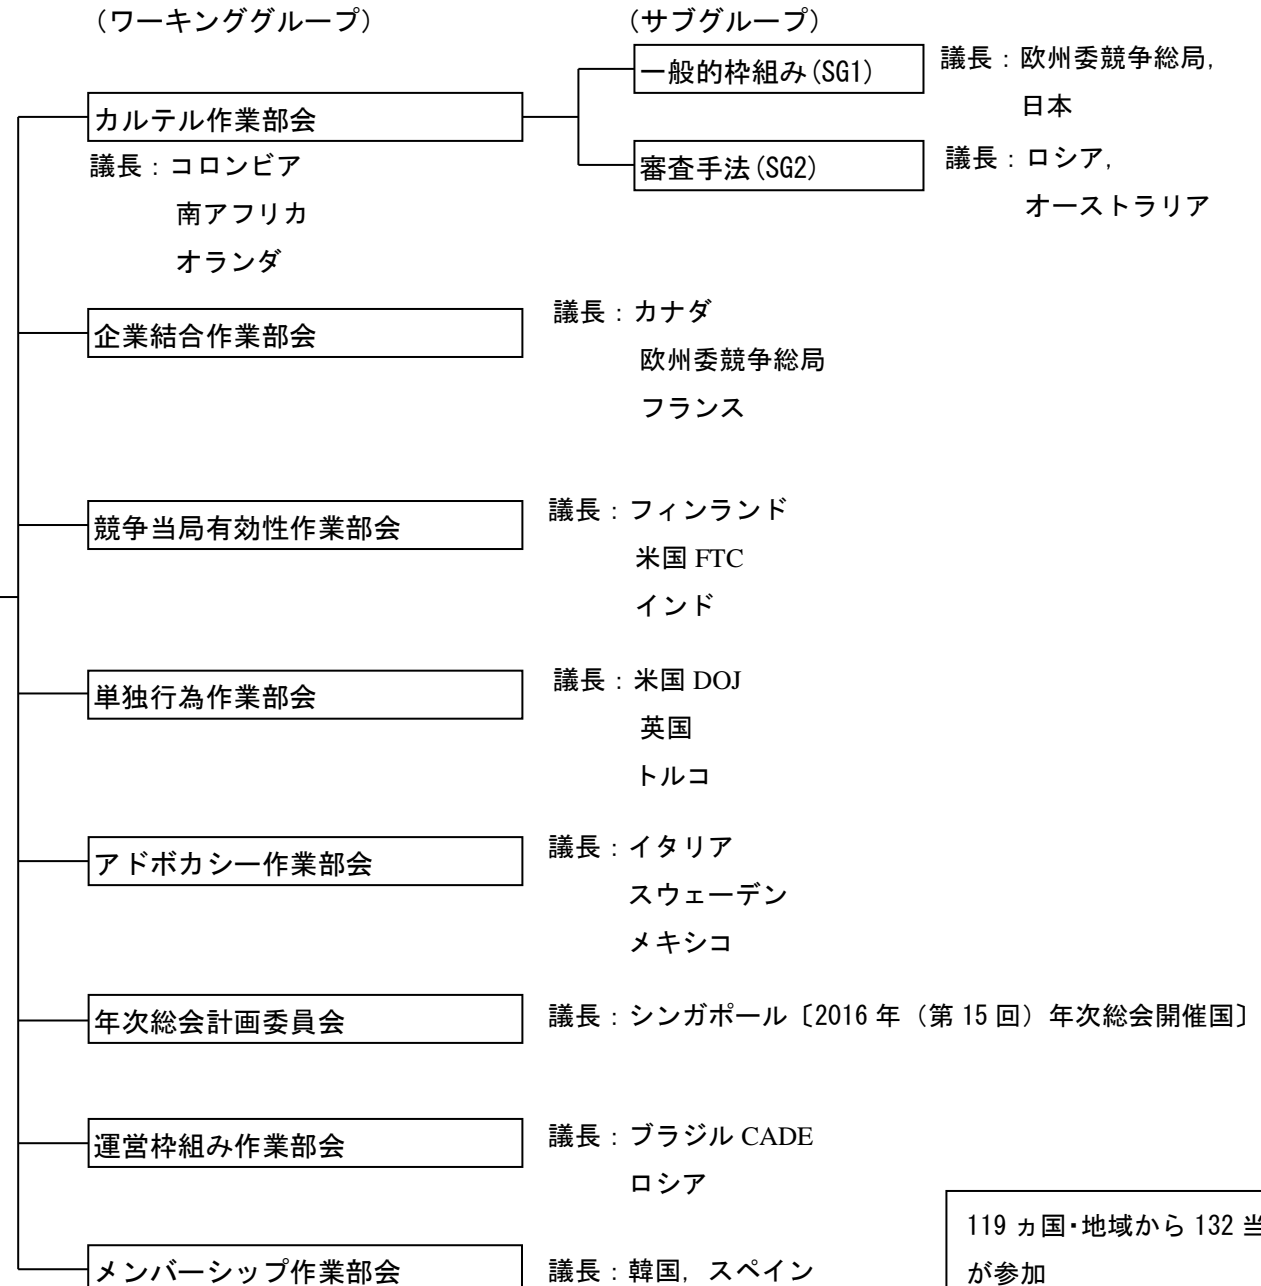 （ワーキンググループ）
（サブグループ）
一般的枠組み(SG1)
議長：欧州委競争総局,
日本
カルテル作業部会
議長：コロンビア
南アフリカ
オランダ
審査手法(SG2)
議長：ロシア,
オーストラリア
企業結合作業部会
議長：カナダ
欧州委競争総局
フランス
競争当局有効性作業部会
議長：フィンランド
米国 FTC
インド
単独行為作業部会
議長：米国 DOJ
英国
トルコ
アドボカシー作業部会
議長：イタリア
スウェーデン
メキシコ
年次総会計画委員会
議長：シンガポール〔2016 年（第 15 回）年次総会開催国〕
運営枠組み作業部会
議長：ブラジル CADE
ロシア
メンバーシップ作業部会
議長：韓国, スペイン
119 ヵ国・地域から 132 当
が参加